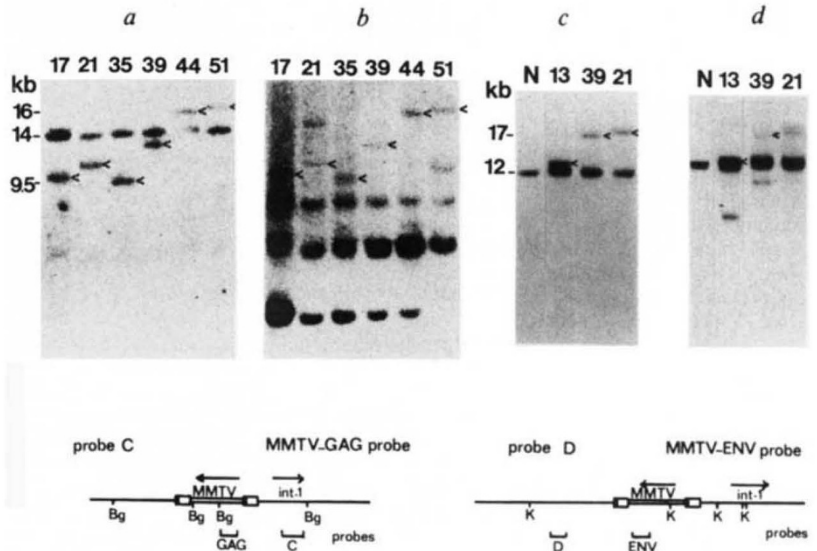 a b c d
17 21 35 39 44 51
17 21 35 39 44 51
N 13 39 21
N 13 39 21
kb
16-
14-
9.5-
kb
17-
12-
probe C MMTV-GAG probe
MMTV int-1
Bg Bg Bg Bg
GAG C probes
probe D MMTV-ENV probe
MMTV int-1
K K K K
D ENV probes